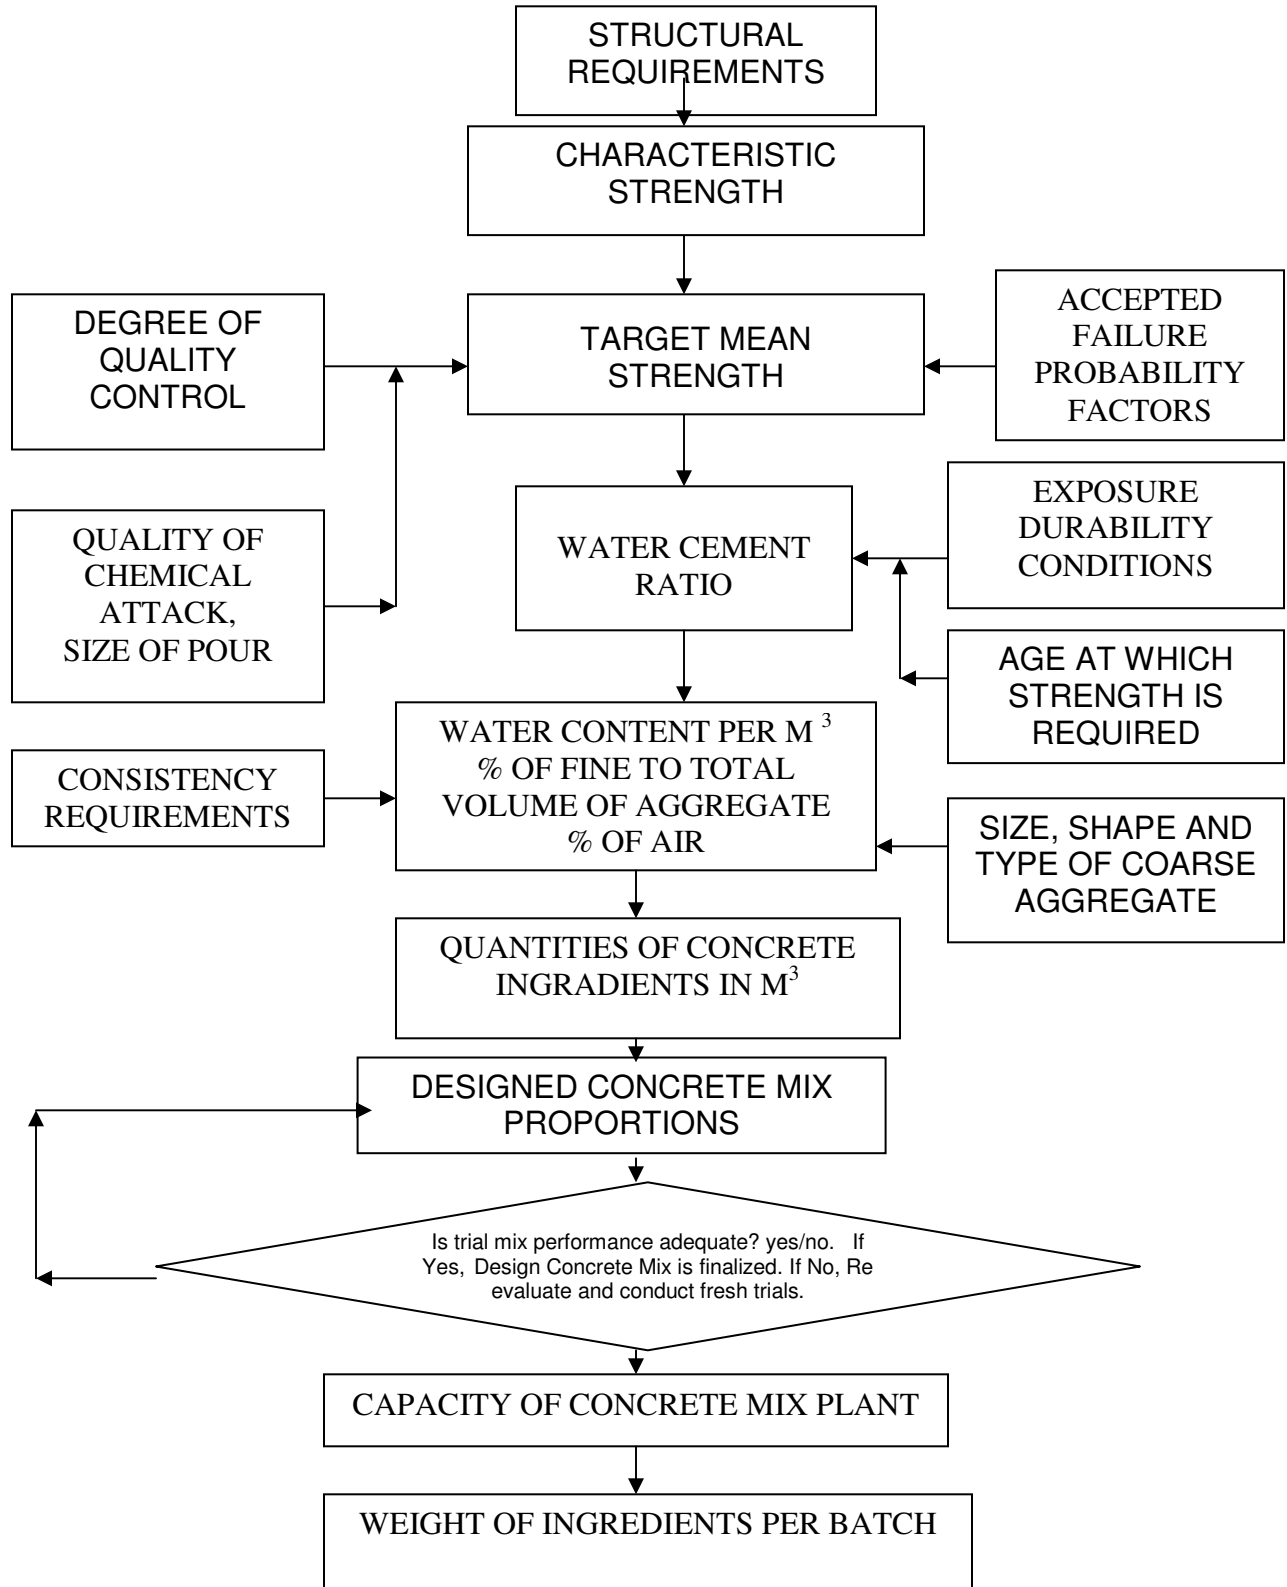 STRUCTURAL
REQUIREMENTS
CHARACTERISTIC
STRENGTH
DEGREE OF
QUALITY
CONTROL
TARGET MEAN
STRENGTH
ACCEPTED
FAILURE
PROBABILITY
FACTORS
QUALITY OF
CHEMICAL
ATTACK,
SIZE OF POUR
WATER CEMENT
RATIO
EXPOSURE
DURABILITY
CONDITIONS
AGE AT WHICH
STRENGTH IS
REQUIRED
CONSISTENCY
REQUIREMENTS
WATER CONTENT PER M ³
% OF FINE TO TOTAL
VOLUME OF AGGREGATE
% OF AIR
SIZE, SHAPE AND
TYPE OF COARSE
AGGREGATE
QUANTITIES OF CONCRETE
INGRADIENTS IN M³
DESIGNED CONCRETE MIX
PROPORTIONS
Is trial mix performance adequate? yes/no. If
Yes, Design Concrete Mix is finalized. If No, Re
evaluate and conduct fresh trials.
CAPACITY OF CONCRETE MIX PLANT
WEIGHT OF INGREDIENTS PER BATCH